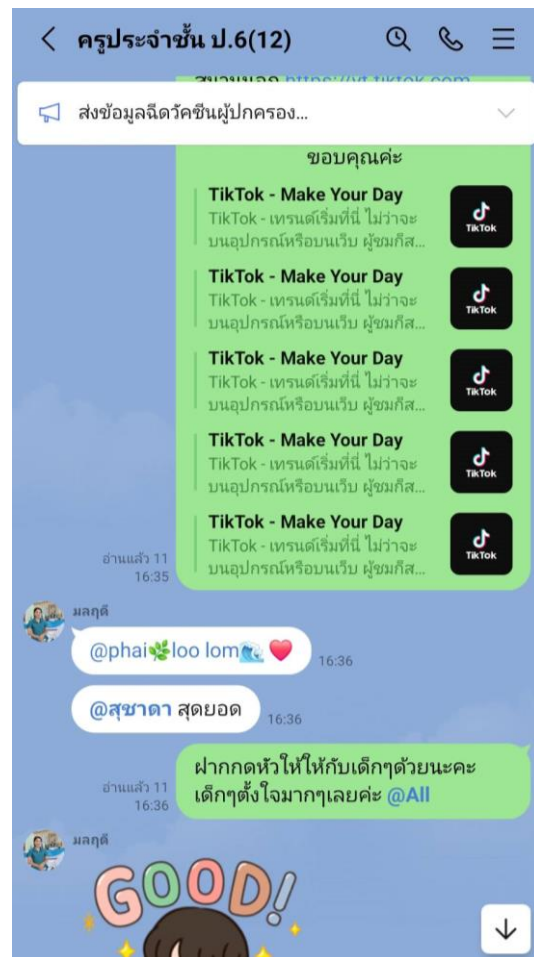 ครูประจำชั้น ป.6(12)
สนามนอก https://vt.tiktok.com
ส่งข้อมูลฉีดวัคซีนผู้ปกครอง...
ขอบคุณค่ะ
TikTok - Make Your Day
TikTok - เทรนด์เริ่มที่นี่ ไม่ว่าจะ
บนอุปกรณ์หรือบนเว็บ ผู้ชมก็ส...
TikTok
TikTok - Make Your Day
TikTok - เทรนด์เริ่มที่นี่ ไม่ว่าจะ
บนอุปกรณ์หรือบนเว็บ ผู้ชมก็ส...
TikTok
TikTok - Make Your Day
TikTok - เทรนด์เริ่มที่นี่ ไม่ว่าจะ
บนอุปกรณ์หรือบนเว็บ ผู้ชมก็ส...
TikTok
TikTok - Make Your Day
TikTok - เทรนด์เริ่มที่นี่ ไม่ว่าจะ
บนอุปกรณ์หรือบนเว็บ ผู้ชมก็ส...
TikTok
TikTok - Make Your Day
TikTok - เทรนด์เริ่มที่นี่ ไม่ว่าจะ
บนอุปกรณ์หรือบนเว็บ ผู้ชมก็ส...
TikTok
อ่านแล้ว 11
16:35
มลฤดี
@phai🌿loo lom🌊 ❤️
16:36
@สุชาดา สุดยอด
16:36
ฝากกดหัวให้ให้กับเด็กๆด้วยนะคะ
เด็กๆตั้งใจมากๆเลยค่ะ @All
อ่านแล้ว 11
16:36
มลฤดี
GOOD!